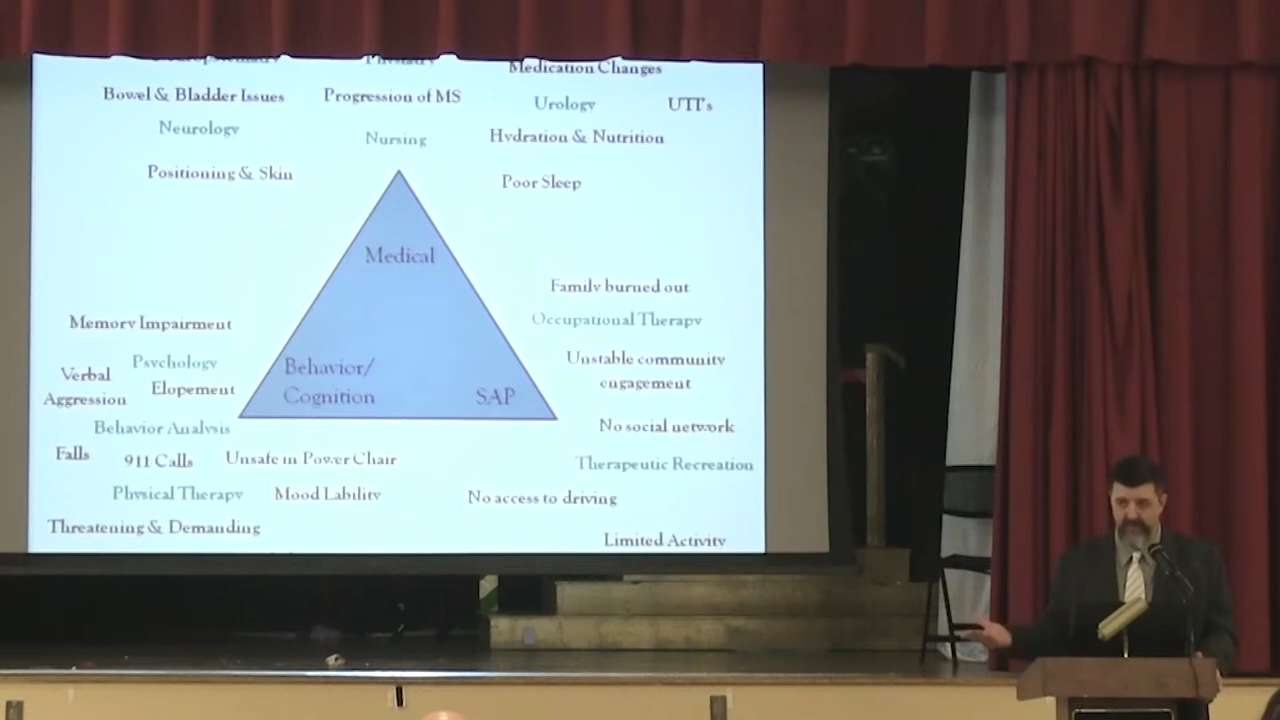 Medication Changes
Bowel & Bladder Issues
Progression of MS
Urology
UTI's
Neurology
Nursing
Hydration & Nutrition
Positioning & Skin
Poor Sleep
Medical
Family burned out
Occupational Therapy
Memory Impairment
Psychology
Verbal
Aggression
Elopement
Behavior/
Cognition
SAP
Unstable community
engagement
Behavior Analysis
No social network
Falls
911 Calls
Unsafe in Power Chair
Therapeutic Recreation
Physical Therapy
Mood Lability
No access to driving
Threatening & Demanding
Limited Activity